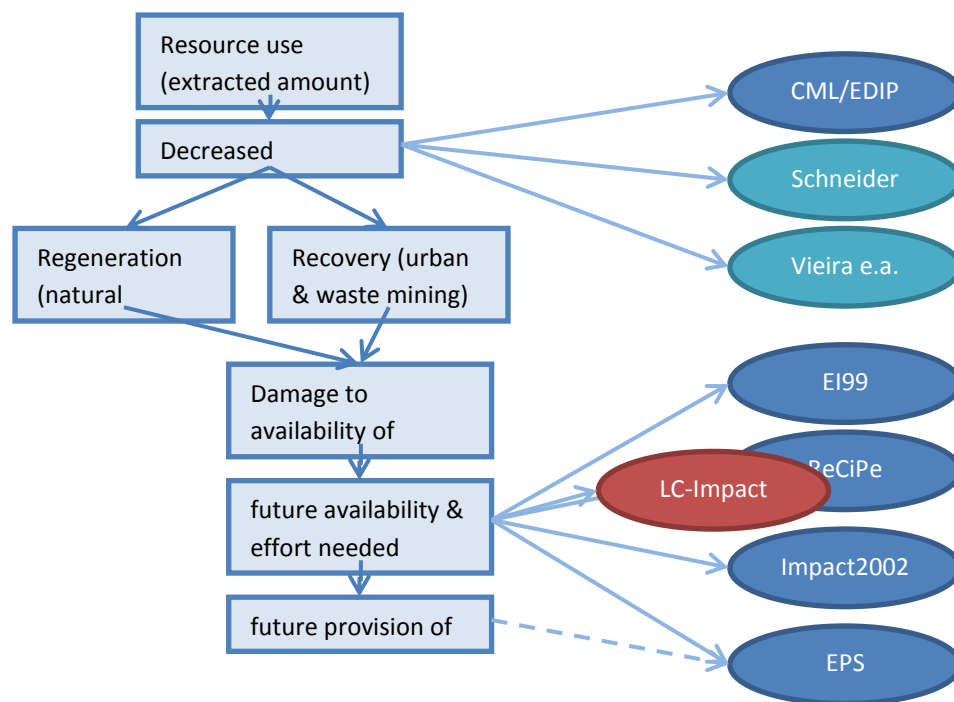 Resource use
(extracted amount)
CML/EDIP
Decreased
Schneider
Regeneration
(natural
Recovery (urban
& waste mining)
Vieira e.a.
Damage to
availability of
EI99
ReCiPe
LC-Impact
future availability &
effort needed
Impact2002
future provision of
EPS